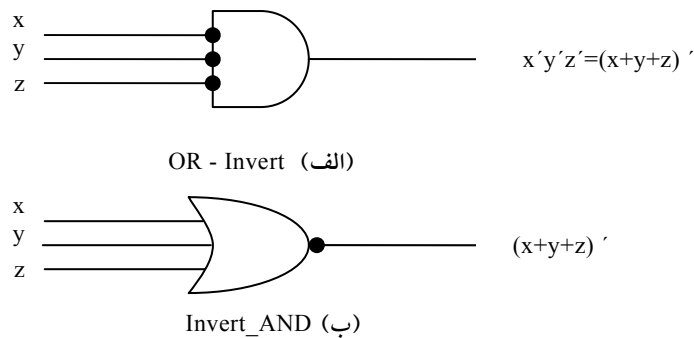 x
y
z
x´y´z´=(x+y+z) ´
OR - Invert (الف)
x
y
z
(x+y+z) ´
Invert_AND (ب)